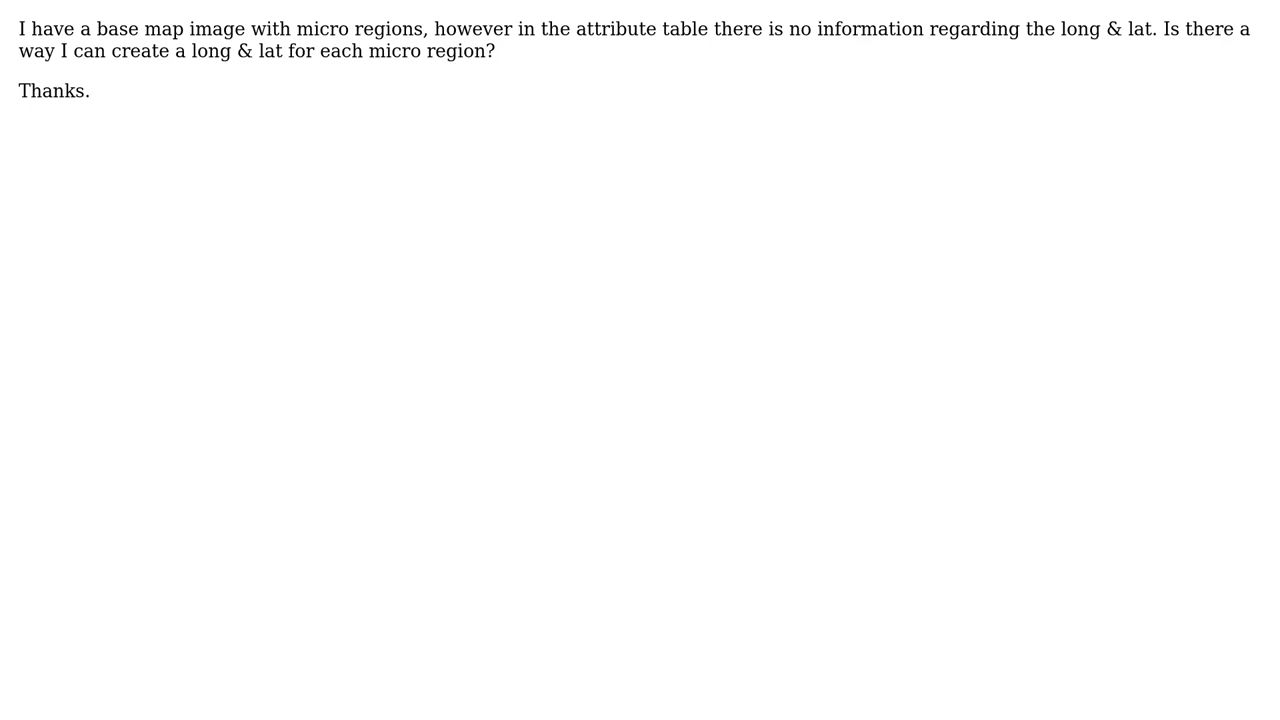 I have a base map image with micro regions, however in the attribute table there is no information regarding the long & lat. Is there a
way I can create a long & lat for each micro region?
Thanks.